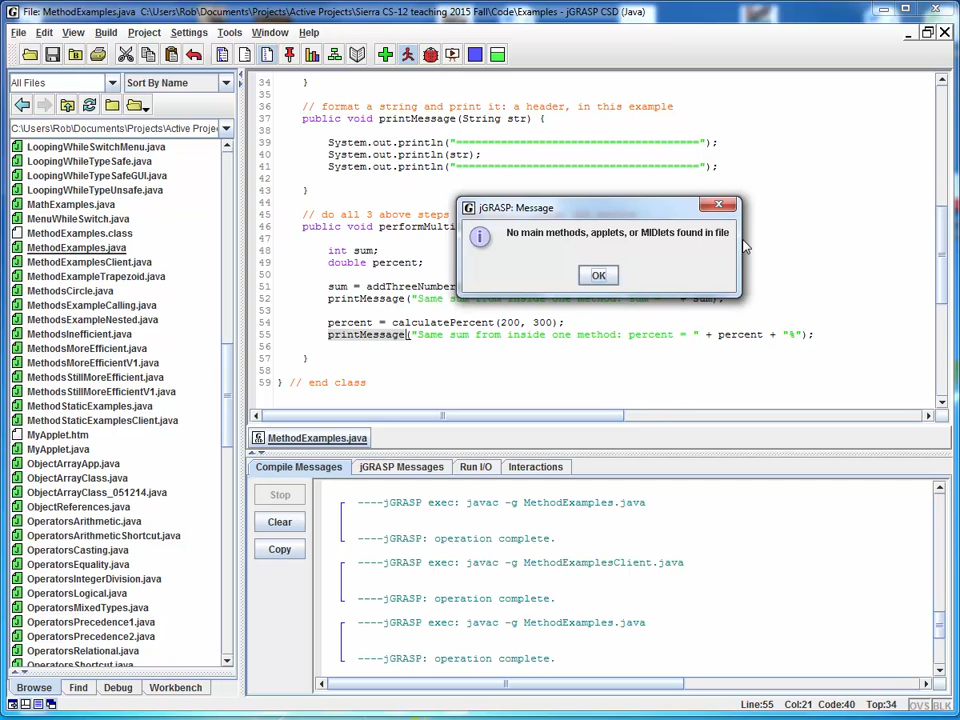 File: MethodExamples.java C:\Users\Rob\Documents\Projects\Active Projects\Sierra CS-12 teaching 2015 Fall\Code\Examples - jGRASP CSD (Java)
File Edit View Build Project Settings Tools Window Help
All Files Sort By Name
C:\Users\Rob\Documents\Projects\Active Proje
LoopingWhileSwitchMenu.java
LoopingWhileTypeSafe.java
LoopingWhileTypeSafeGUI.java
LoopingWhileTypeUnsafe.java
MathExamples.java
MenuWhileSwitch.java
MethodExamples.class
MethodExamples.java
MethodExamplesClient.java
MethodExampleTrapezoid.java
MethodsCircle.java
MethodsExampleCalling.java
MethodsExampleNested.java
MethodsInefficient.java
MethodsMoreEfficient.java
MethodsMoreEfficientV1.java
MethodsStillMoreEfficient.java
MethodsStillMoreEfficientV1.java
MethodStaticExamples.java
MethodStaticExamplesClient.java
MyApplet.htm
MyApplet.java
ObjectArrayApp.java
ObjectArrayClass.java
ObjectArrayClass_051214.java
ObjectReferences.java
OperatorsArithmetic.java
OperatorsArithmeticShortcut.java
OperatorsCasting.java
OperatorsEquality.java
OperatorsIntegerDivision.java
OperatorsLogical.java
OperatorsMixedTypes.java
OperatorsPrecedence1.java
OperatorsPrecedence2.java
OperatorsRelational.java
OperatorsShortcut.java
Browse Find Debug Workbench
34 }
35
36 // format a string and print it: a header, in this example
37 public void printMessage(String str) {
38
39 System.out.println("========================================");
40 System.out.println(str);
41 System.out.println("========================================");
42
43 }
44
45 // do all 3 above steps
46 public void performMulti
47
48 int sum;
49 double percent;
50
51 sum = addThreeNumber
52 printMessage("Same sum from inside one method: sum = " + sum);
53
54 percent = calculatePercent(200, 300);
55 printMessage("Same sum from inside one method: percent = " + percent + "%");
56
57 }
58
59 } // end class
jGRASP: Message
No main methods, applets, or MIDlets found in file
OK
MethodExamples.java
Compile Messages jGRASP Messages Run I/O Interactions
Stop
Clear
Copy
----jGRASP exec: javac -g MethodExamples.java
----jGRASP: operation complete.
----jGRASP exec: javac -g MethodExamplesClient.java
----jGRASP: operation complete.
----jGRASP exec: javac -g MethodExamples.java
----jGRASP: operation complete.
Line:55 Col:21 Code:40 Top:34 OVS BLK